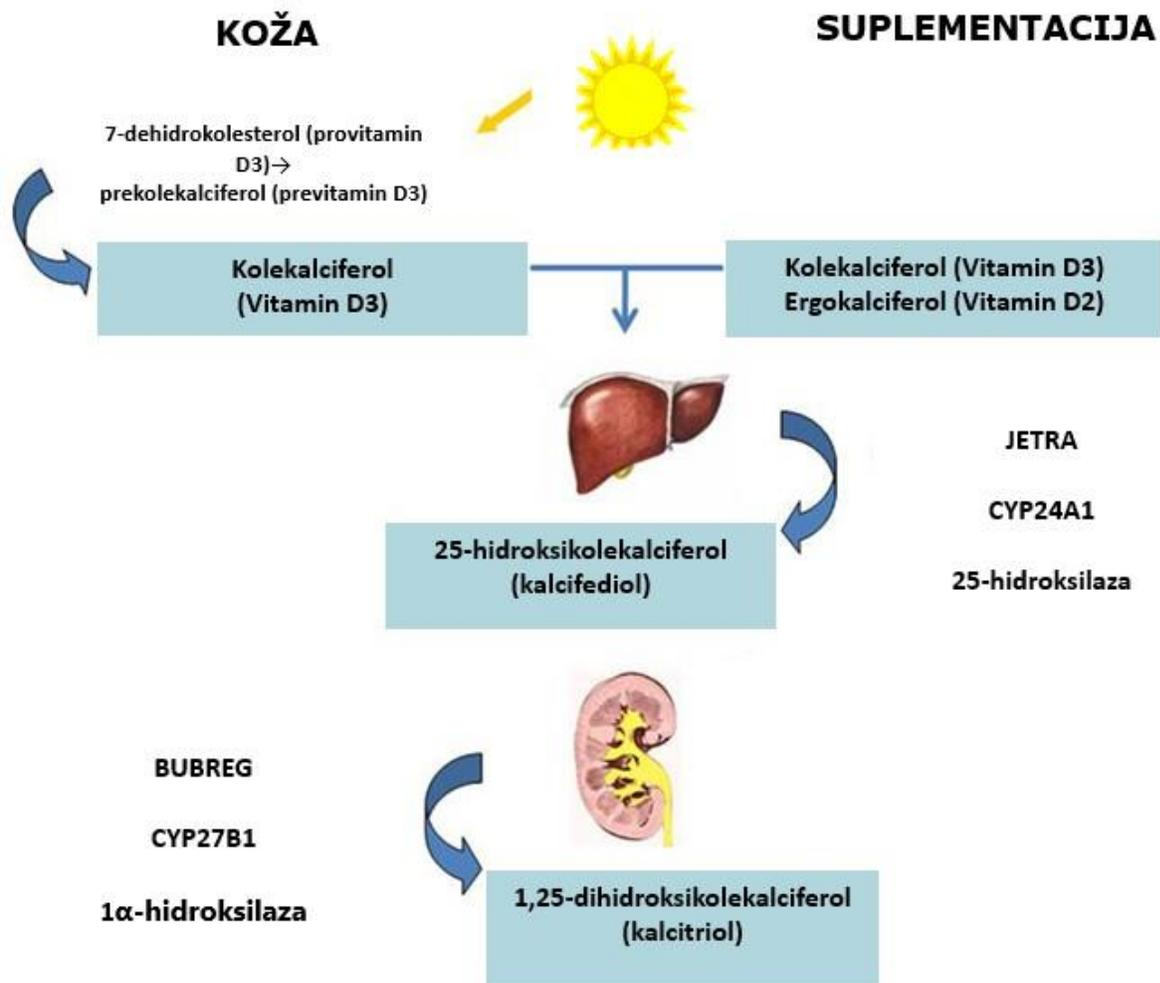 KOŽA
SUPLEMENTACIJA
7-dehidrokolesterol (provitamin
D3)→
prekolekalciferol (previtamin D3)
Kolekalciferol
(Vitamin D3)
Kolekalciferol (Vitamin D3)
Ergokalciferol (Vitamin D2)
JETRA
CYP24A1
25-hidroksilaza
25-hidroksikolekalciferol
(kalcifediol)
BUBREG
CYP27B1
1α-hidroksilaza
1,25-dihidroksikolekalciferol
(kalcitriol)